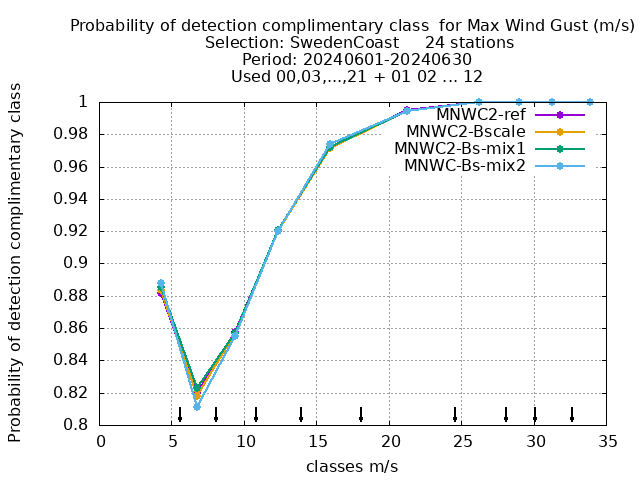 Probability of detection complimentary class  for Max Wind Gust (m/s)
Selection: SwedenCoast     24 stations
Period: 20240601-20240630
Used 00,03,...,21 + 01 02 ... 12
Probability of detection complimentary class
1
0.98
0.96
0.94
0.92
0.9
0.88
0.86
0.84
0.82
0.8
MNWC2-ref
MNWC2-Bscale
MNWC2-Bs-mix1
MNWC-Bs-mix2
0 5 10 15 20 25 30 35
classes m/s